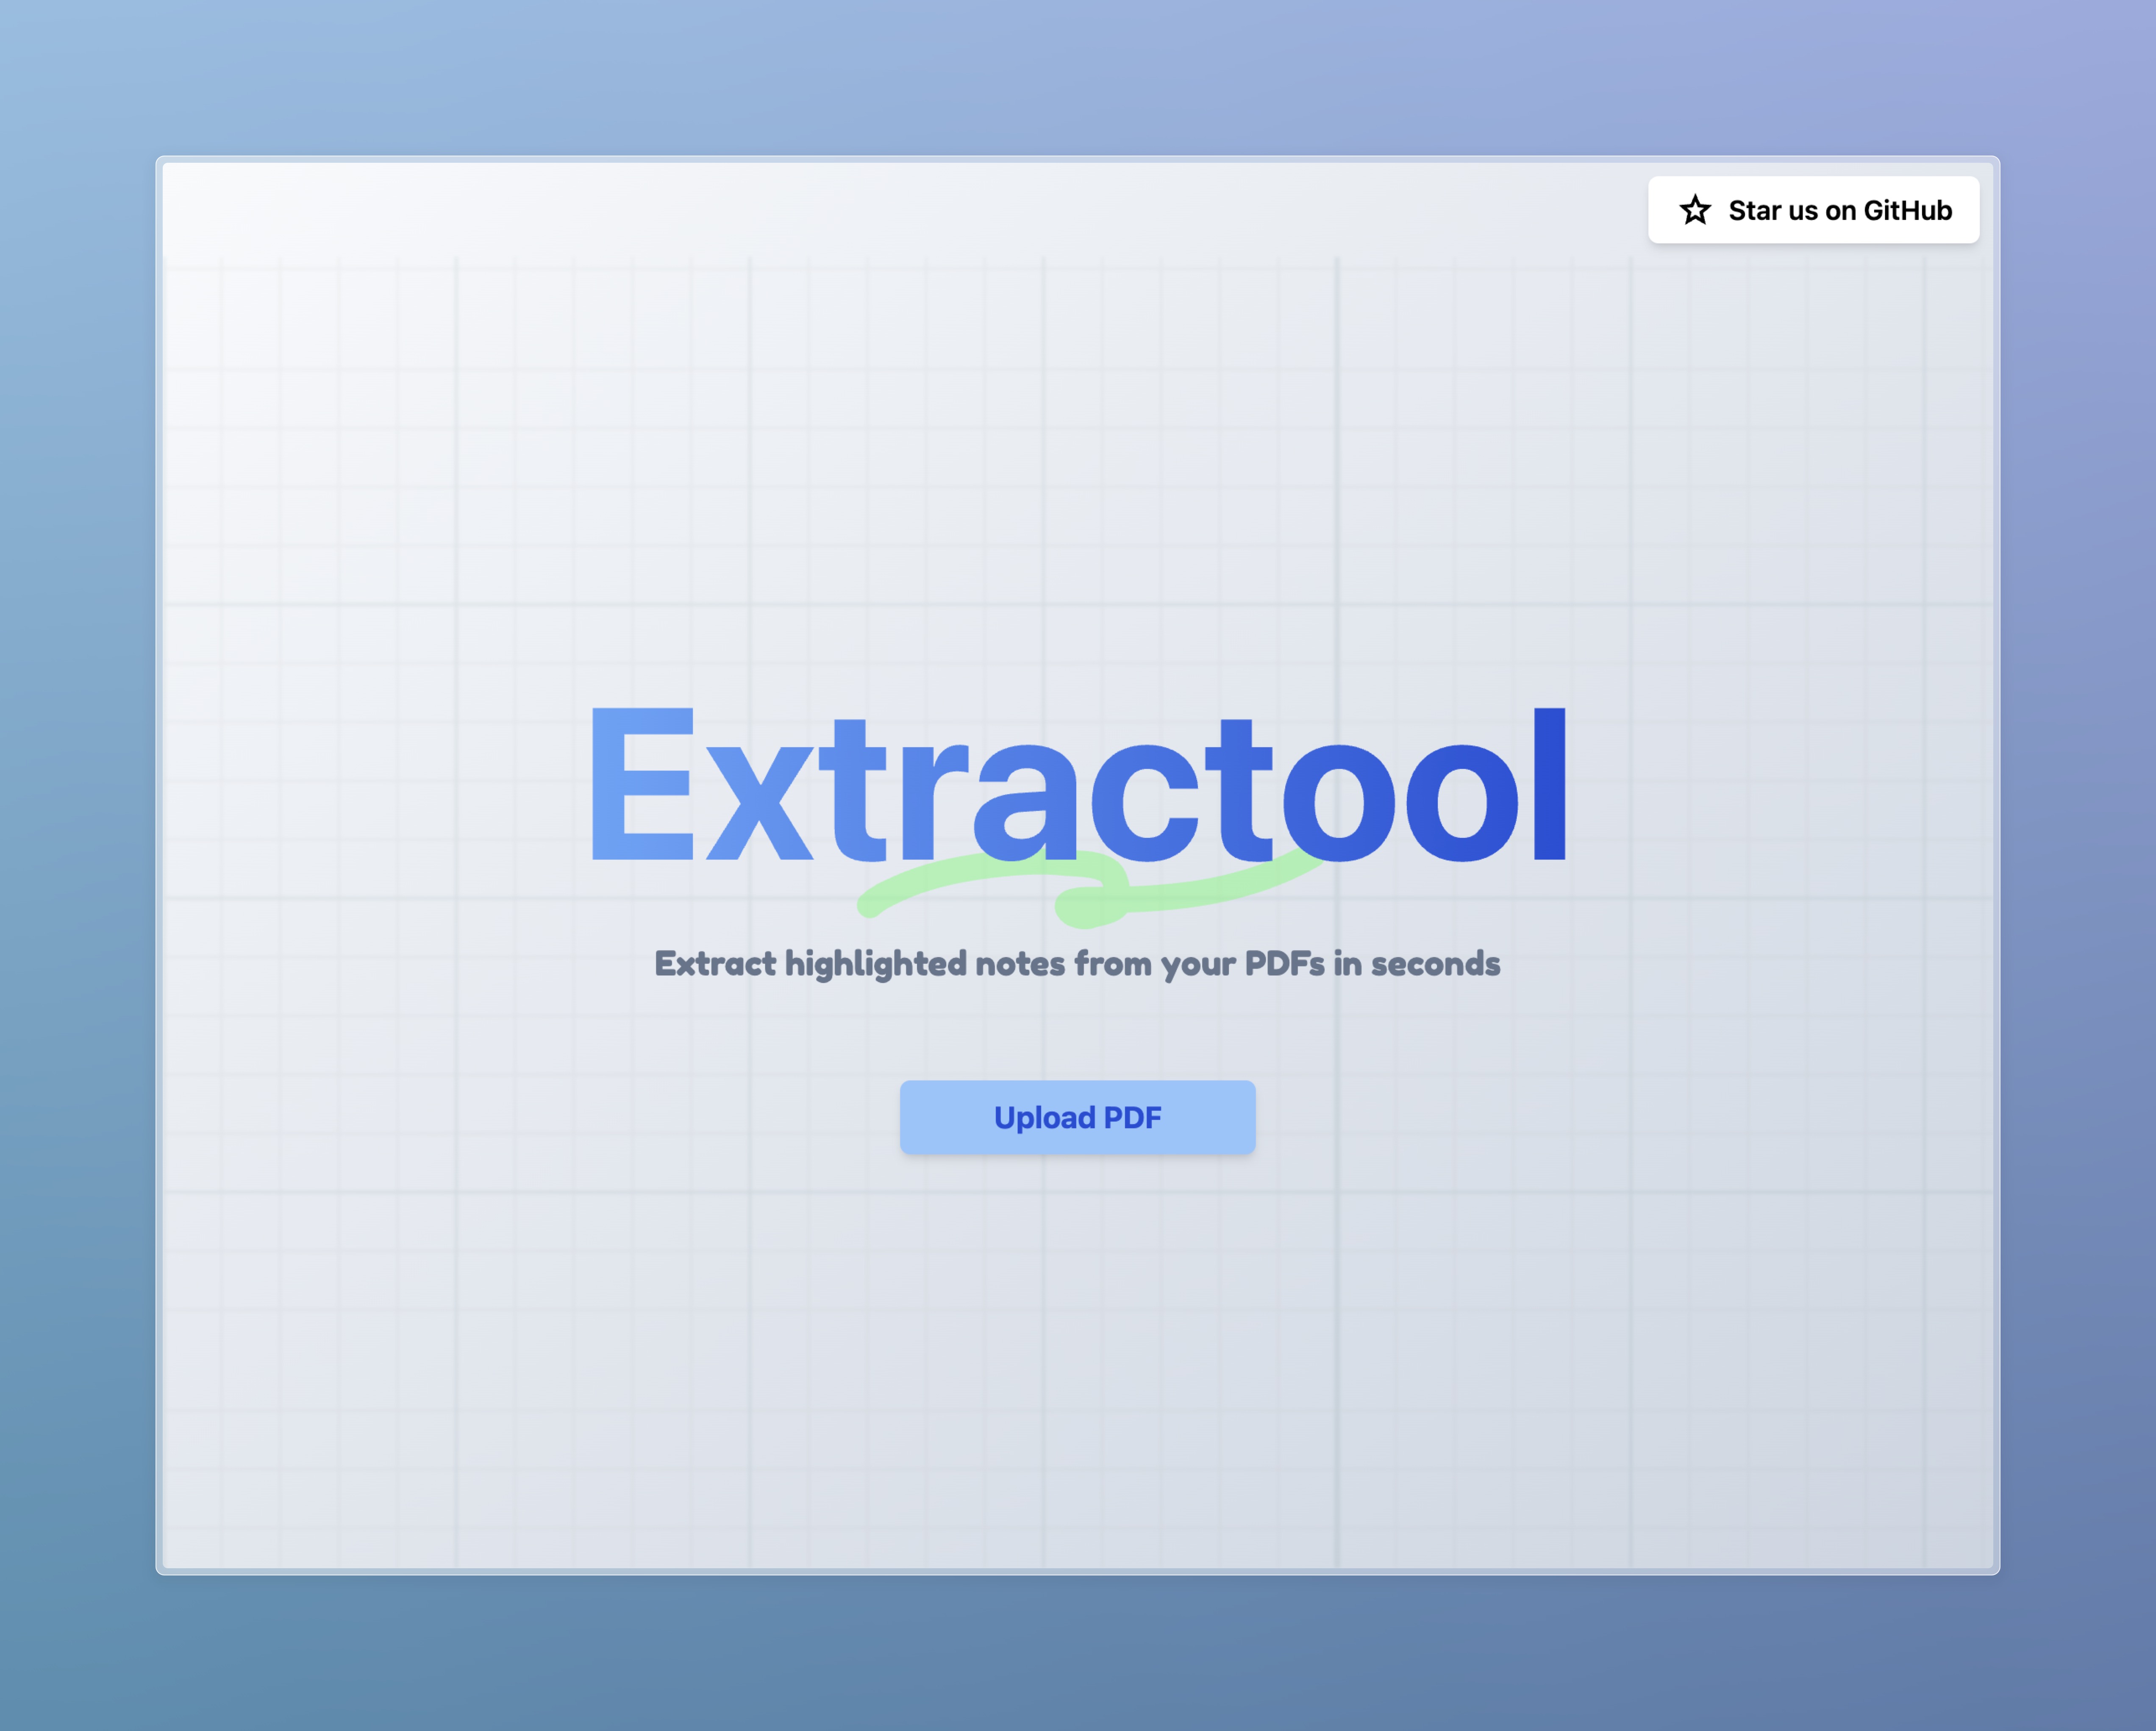 Star us on GitHub
Extractool
Extract highlighted notes from your PDFs in seconds
Upload PDF